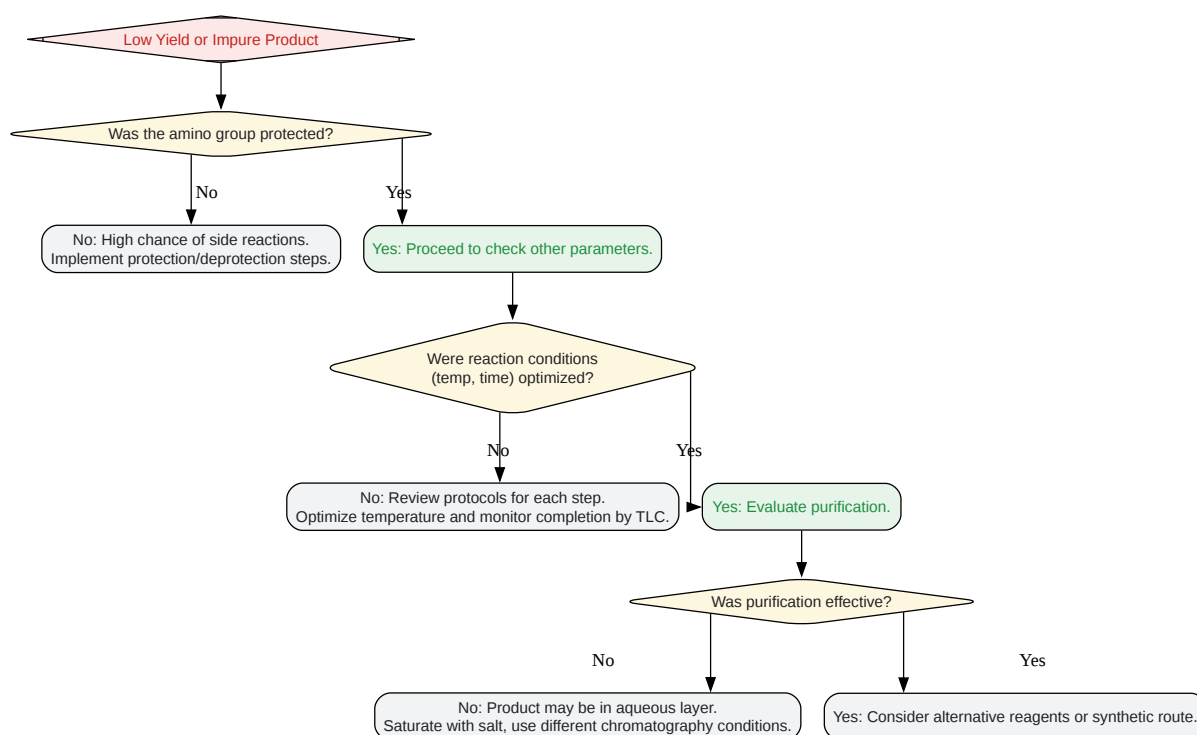 Low Yield or Impure Product
Was the amino group protected?
No
Yes
No: High chance of side reactions.
Implement protection/deprotection steps.
Yes: Proceed to check other parameters.
Were reaction conditions
(temp, time) optimized?
No
Yes
No: Review protocols for each step.
Optimize temperature and monitor completion by TLC.
Yes: Evaluate purification.
Was purification effective?
No
Yes
No: Product may be in aqueous layer.
Saturate with salt, use different chromatography conditions.
Yes: Consider alternative reagents or synthetic route.